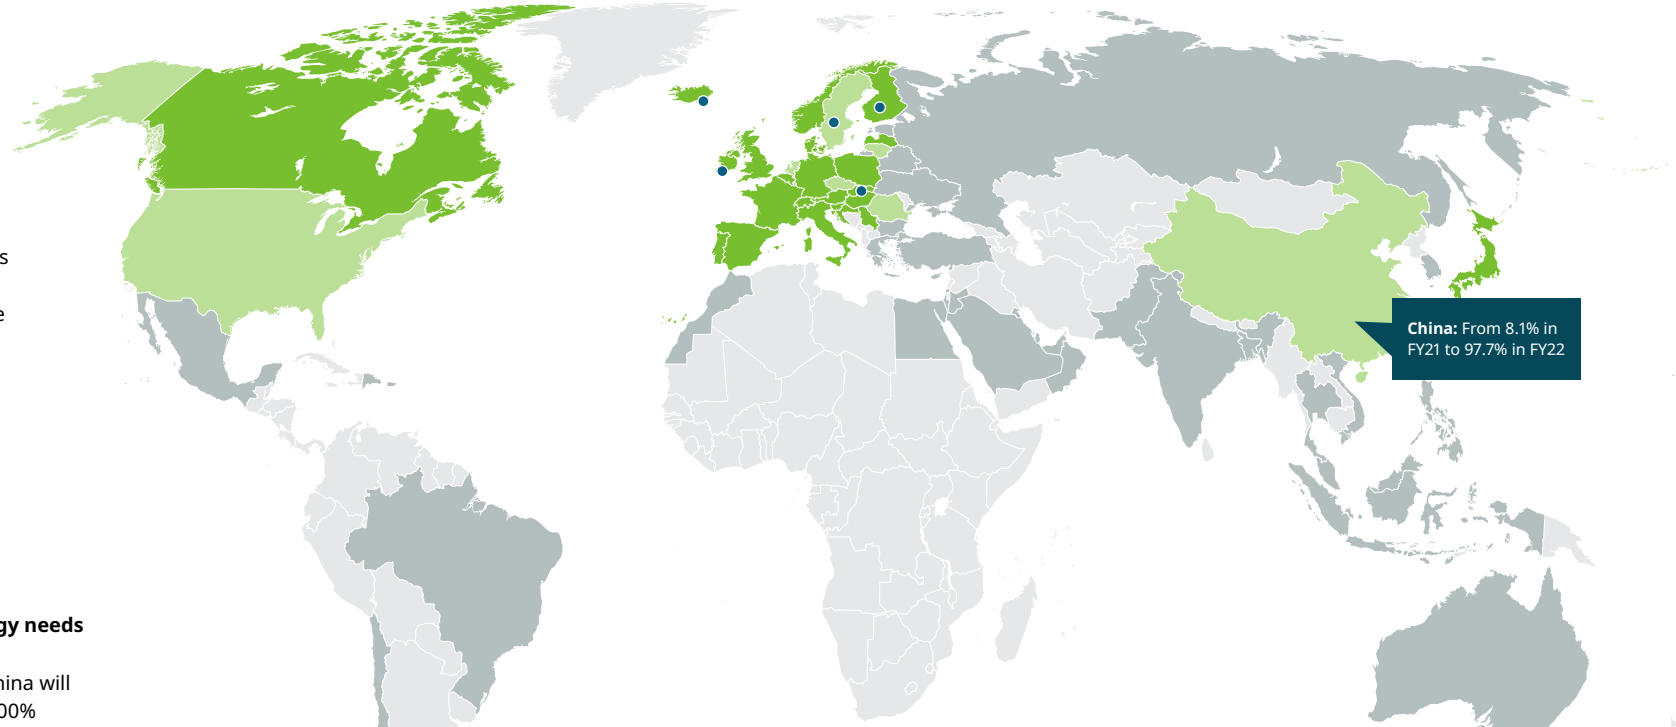 s
e
China: From 8.1% in
FY21 to 97.7% in FY22
gy needs
hina will
00%